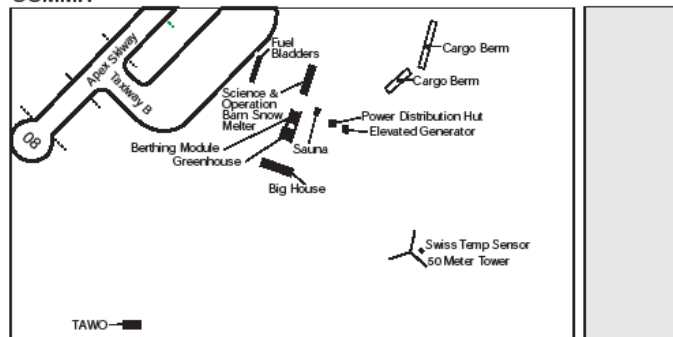 Fuel
Bladders
Cargo Berm
Cargo Berm
Apex Skiway
Taxiway B
08
Science &
Operation
Barn Snow
Melter
Power Distribution Hut
Elevated Generator
Berthing Module
Sauna
Greenhouse
Big House
Swiss Temp Sensor
50 Meter Tower
TAWO